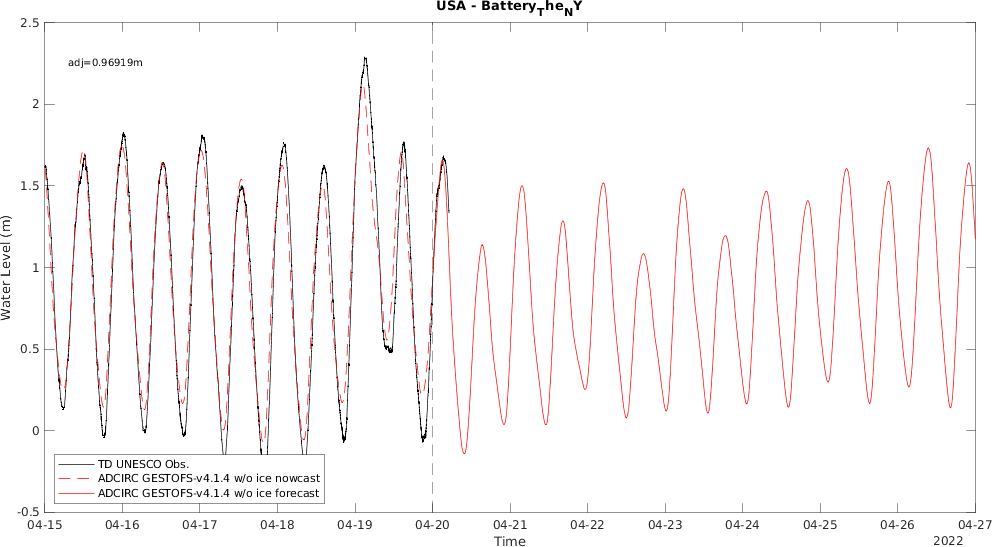 USA - Battery_The_NY
2.5
adj=0.96919m
2
1.5
1
0.5
0
-0.5
Water Level (m)
TD UNESCO Obs.
ADCIRC GESTOFS-v4.1.4 w/o ice nowcast
ADCIRC GESTOFS-v4.1.4 w/o ice forecast
04-15 04-16 04-17 04-18 04-19 04-20 04-21 04-22 04-23 04-24 04-25 04-26 04-27
Time
2022